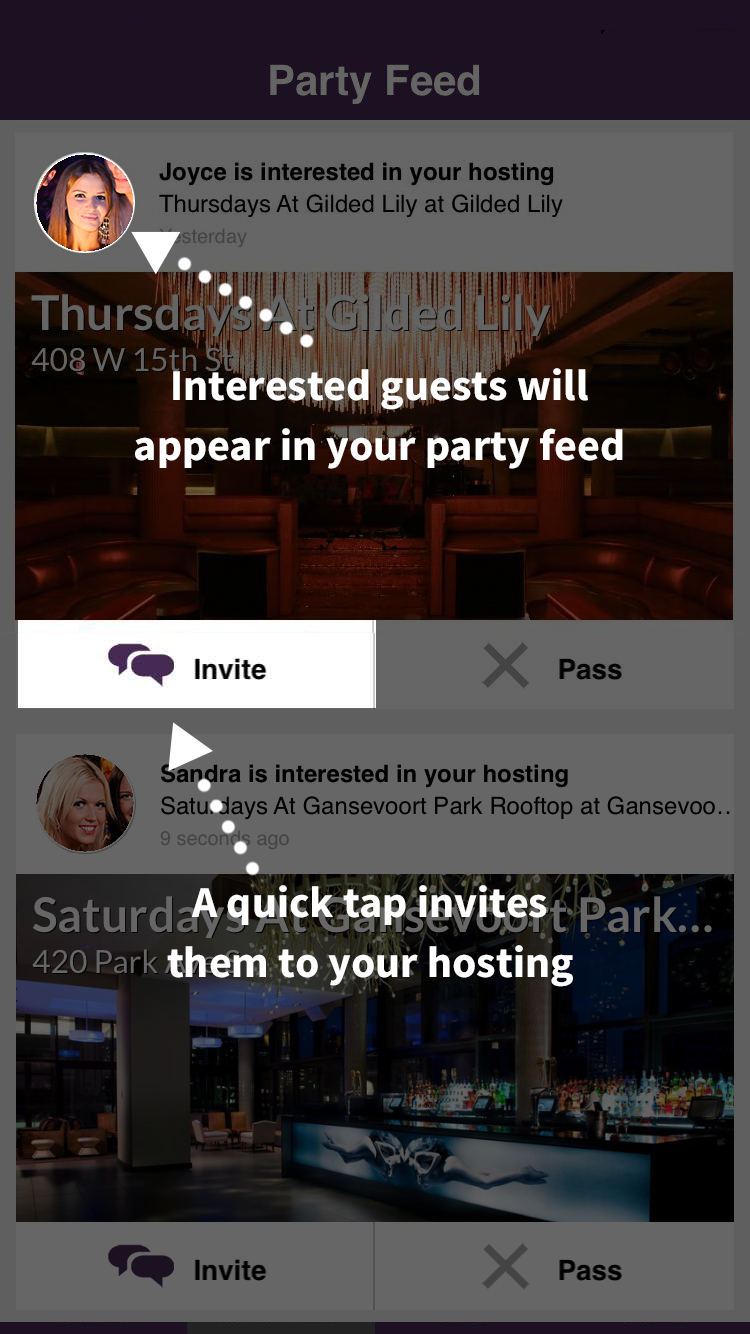 Party Feed
Joyce is interested in your hosting
Thursdays At Gilded Lily at Gilded Lily
Yesterday
Thursdays At Gilded Lily
408 W 15th St
Interested guests will
appear in your party feed
Invite
Pass
Sandra is interested in your hosting
Saturdays At Gansevoort Park Rooftop at Gansevoo...
9 seconds ago
Saturdays At Gansevoort Park...
420 Park Ave
A quick tap invites
them to your hosting
Invite
Pass